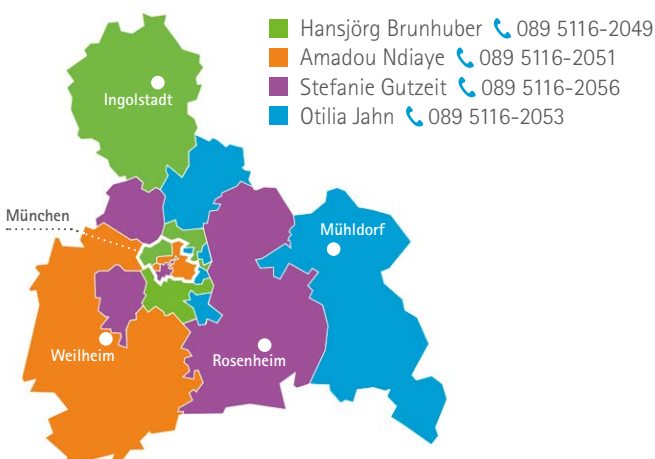 Hansjörg Brunhuber 089 5116-2049
Amadou Ndiaye 089 5116-2051
Stefanie Gutzeit 089 5116-2056
Otilia Jahn 089 5116-2053
Ingolstadt
München
Mühldorf
Weilheim
Rosenheim